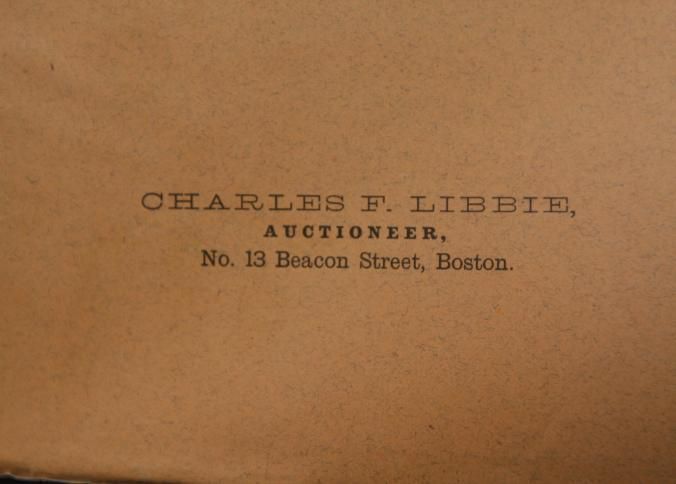 CHARLES F. LIBBIE,
AUCTIONEER,
No. 13 Beacon Street, Boston.